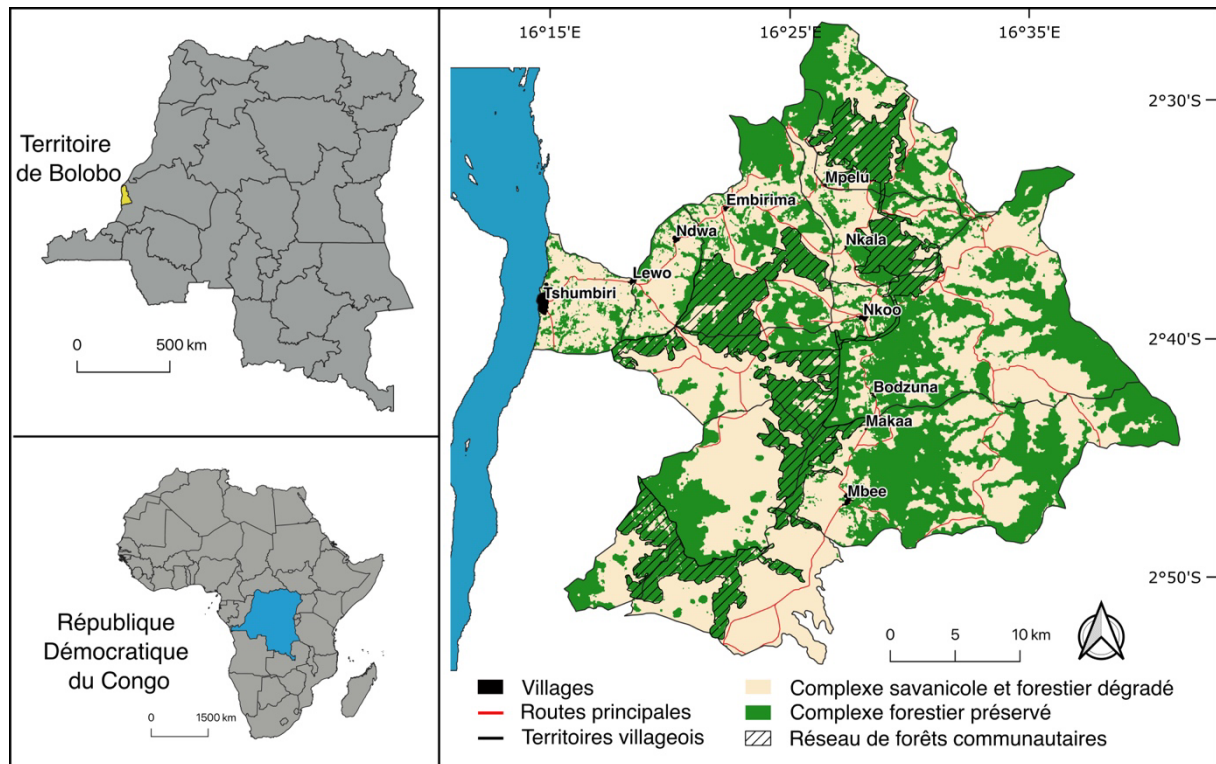 Territoire
de Bolobo
0
500 km
République
Démocratique
du Congo
0
1500 km
16°15'E
16°25'E
16°35'E
2°30'S
2°40'S
2°50'S
Mpelu
Embirima
Ndwa
Nkala
Lewo
Tshumbiri
Nkoo
Bodzuna
Makaa
Mbee
0
5
10 km
Villages
Routes principales
Territoires villageois
Complexe savanicole et forestier dégradé
Complexe forestier préservé
Réseau de forêts communautaires